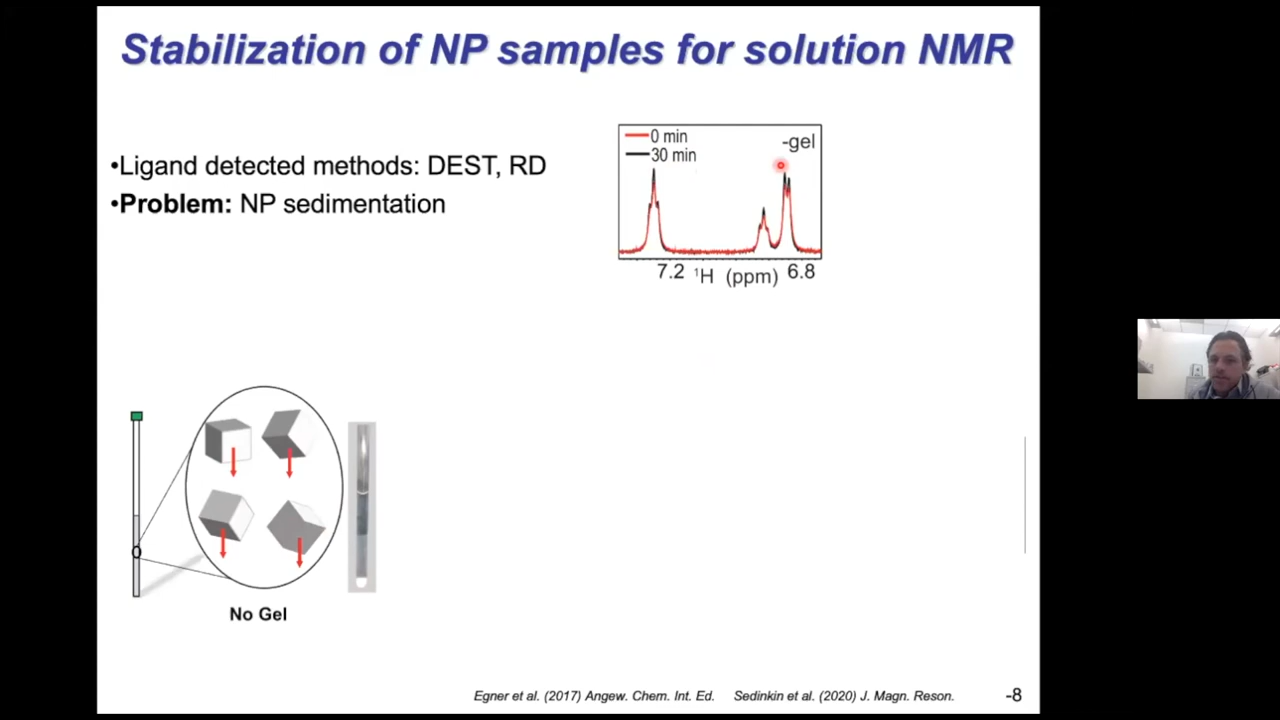 Stabilization of NP samples for solution NMR
•Ligand detected methods: DEST, RD
•Problem: NP sedimentation
0 min
30 min
-gel
7.2 ¹H (ppm) 6.8
No Gel
Egner et al. (2017) Angew. Chem. Int. Ed. Sedinkin et al. (2020) J. Magn. Reson.
-8